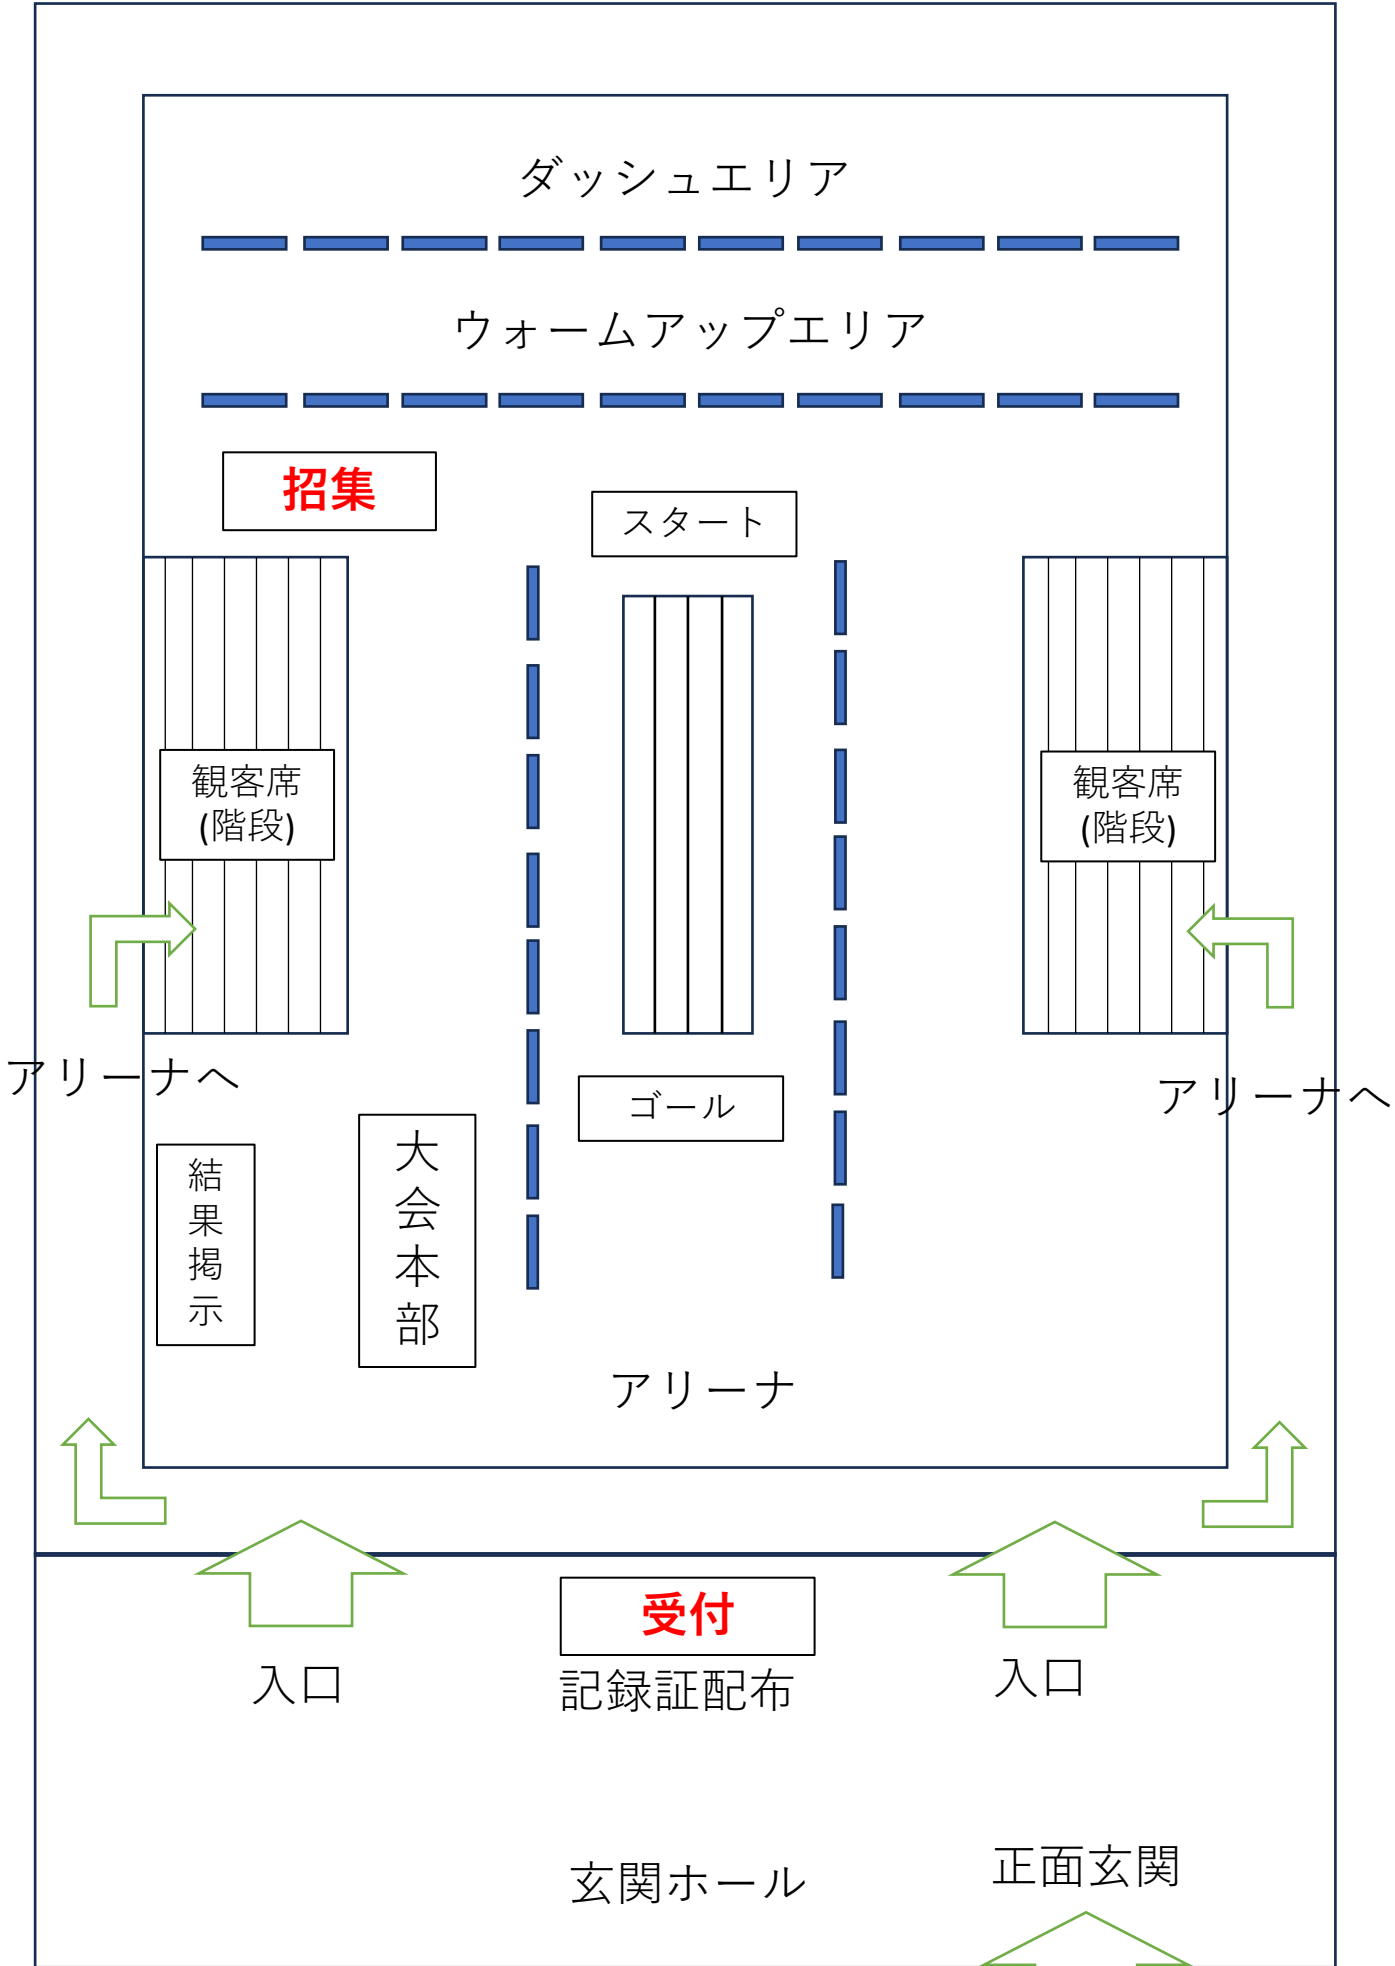 ダッシュエリア
ウォームアップエリア
招集
スタート
観客席
(階段)
観客席
(階段)
アリーナへ
アリーナへ
ゴール
結果掲示
大会本部
アリーナ
受付
記録証配布
入口
入口
正面玄関
玄関ホール